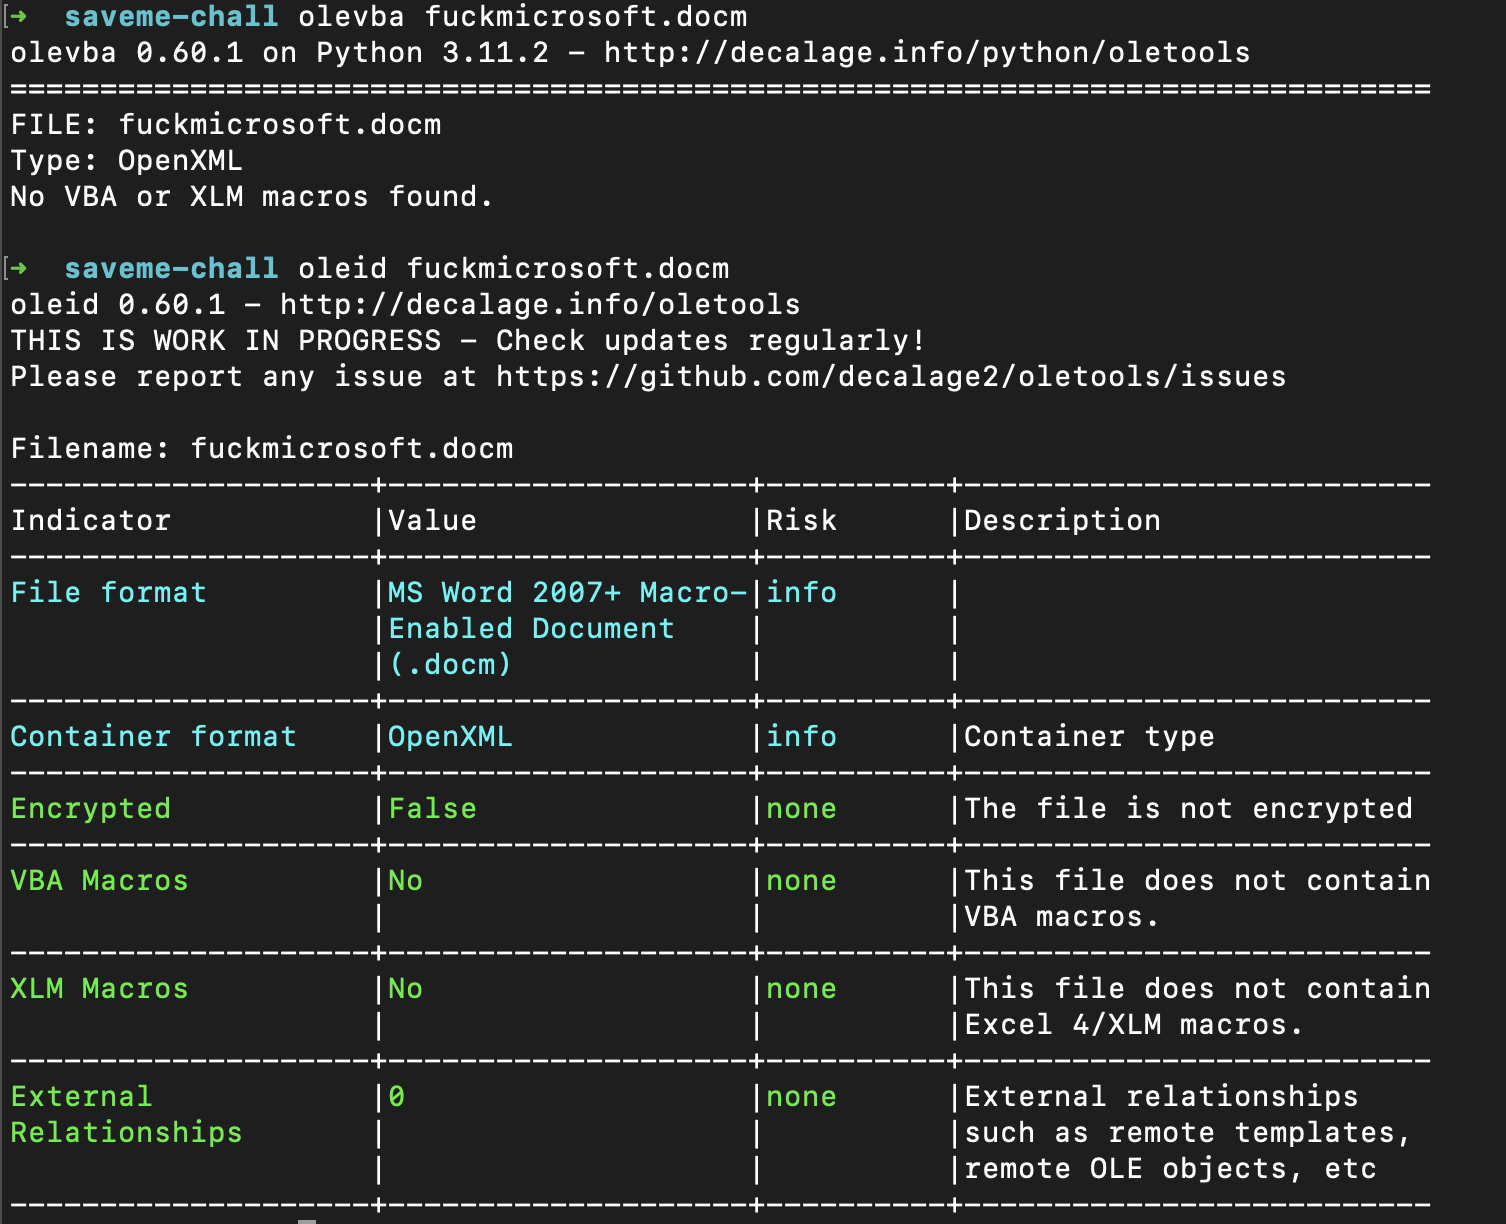 [➜  saveme-chall olevba fuckmicrosoft.docm
olevba 0.60.1 on Python 3.11.2 - http://decalage.info/python/oletools
===============================================================================
FILE: fuckmicrosoft.docm
Type: OpenXML
No VBA or XLM macros found.

[➜  saveme-chall oleid fuckmicrosoft.docm
oleid 0.60.1 - http://decalage.info/oletools
THIS IS WORK IN PROGRESS - Check updates regularly!
Please report any issue at https://github.com/decalage2/oletools/issues

Filename: fuckmicrosoft.docm
--------------------+--------------------+----------+--------------------------
Indicator           |Value               |Risk      |Description
--------------------+--------------------+----------+--------------------------
File format         |MS Word 2007+ Macro-|info      |
                    |Enabled Document    |          |
                    |(.docm)             |          |
--------------------+--------------------+----------+--------------------------
Container format    |OpenXML             |info      |Container type
--------------------+--------------------+----------+--------------------------
Encrypted           |False               |none      |The file is not encrypted
--------------------+--------------------+----------+--------------------------
VBA Macros          |No                  |none      |This file does not contain
                    |                    |          |VBA macros.
--------------------+--------------------+----------+--------------------------
XLM Macros          |No                  |none      |This file does not contain
                    |                    |          |Excel 4/XLM macros.
--------------------+--------------------+----------+--------------------------
External            |0                   |none      |External relationships
Relationships       |                    |          |such as remote templates,
                    |                    |          |remote OLE objects, etc
--------------------+--------------------+----------+--------------------------